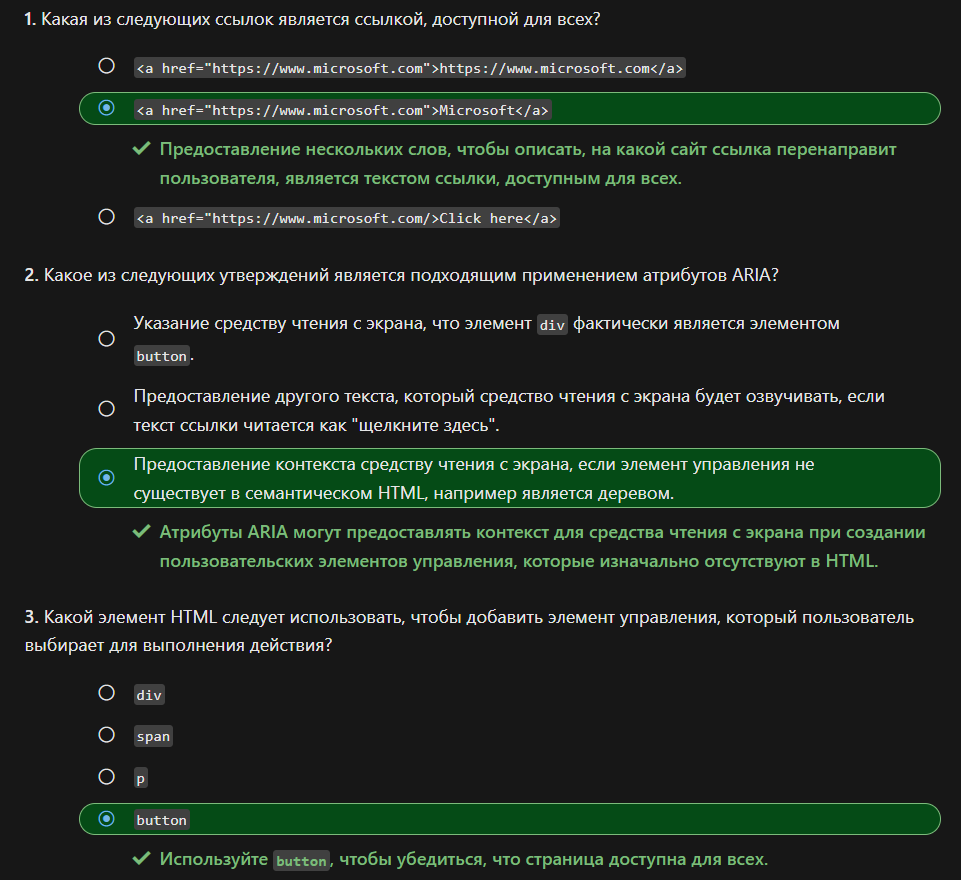 1. Какая из следующих ссылок является ссылкой, доступной для всех?
<a href="https://www.microsoft.com">https://www.microsoft.com</a>
<a href="https://www.microsoft.com">Microsoft</a>
Предоставление нескольких слов, чтобы описать, на какой сайт ссылка перенаправит
пользователя, является текстом ссылки, доступным для всех.
<a href="https://www.microsoft.com/>Click here</a>
2. Какое из следующих утверждений является подходящим применением атрибутов ARIA?
Указание средству чтения с экрана, что элемент div фактически является элементом
button.
Предоставление другого текста, который средство чтения с экрана будет озвучивать, если
текст ссылки читается как "щелкните здесь".
Предоставление контекста средству чтения с экрана, если элемент управления не
существует в семантическом HTML, например является деревом.
Атрибуты ARIA могут предоставлять контекст для средства чтения с экрана при создании
пользовательских элементов управления, которые изначально отсутствуют в HTML.
3. Какой элемент HTML следует использовать, чтобы добавить элемент управления, который пользователь
выбирает для выполнения действия?
div
span
p
button
Используйте button, чтобы убедиться, что страница доступна для всех.